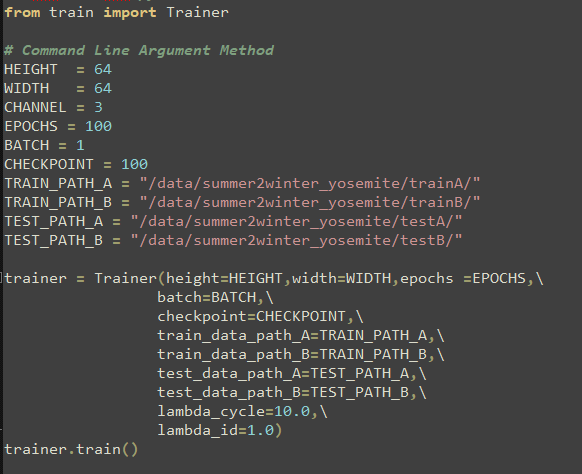 from train import Trainer
# Command Line Argument Method
HEIGHT  = 64
WIDTH   = 64
CHANNEL = 3
EPOCHS = 100
BATCH = 1
CHECKPOINT = 100
TRAIN_PATH_A = "/data/summer2winter_yosemite/trainA/"
TRAIN_PATH_B = "/data/summer2winter_yosemite/trainB/"
TEST_PATH_A = "/data/summer2winter_yosemite/testA/"
TEST_PATH_B = "/data/summer2winter_yosemite/testB/"
trainer = Trainer(height=HEIGHT,width=WIDTH,epochs =EPOCHS,\
                 batch=BATCH,\
                 checkpoint=CHECKPOINT,\
                 train_data_path_A=TRAIN_PATH_A,\
                 train_data_path_B=TRAIN_PATH_B,\
                 test_data_path_A=TEST_PATH_A,\
                 test_data_path_B=TEST_PATH_B,\
                 lambda_cycle=10.0,\
                 lambda_id=1.0)
trainer.train()